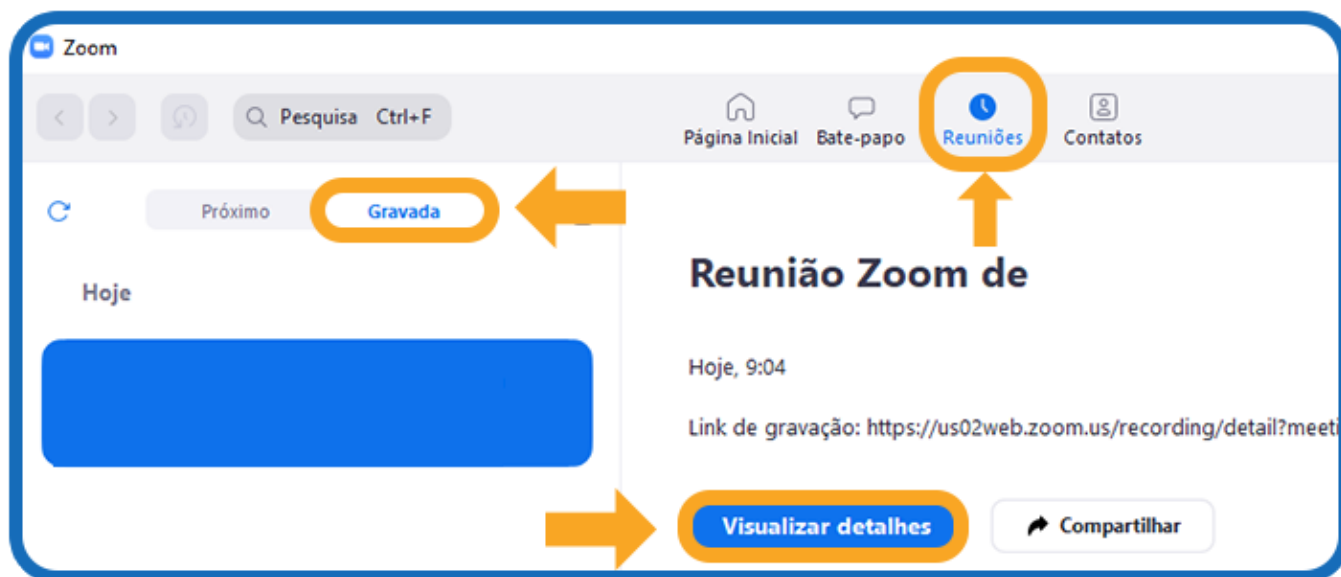 Zoom
Pesquisa Ctrl+F
Página Inicial Bate-papo Reuniões Contatos
Próximo Gravada
Hoje
Reunião Zoom de
Hoje, 9:04
Link de gravação: https://us02web.zoom.us/recording/detail?meeti
Visualizar detalhes
Compartilhar